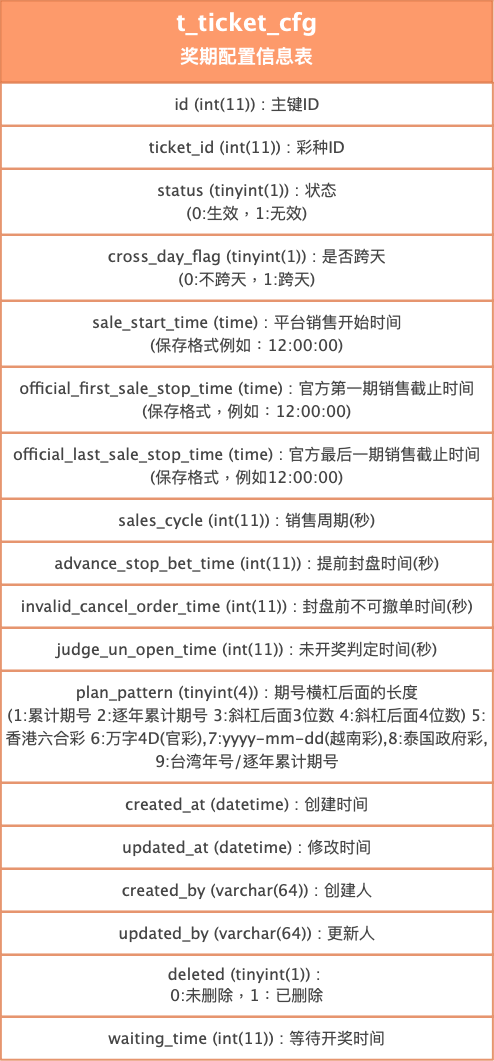 t_ticket_cfg
奖期配置信息表
id (int(11)) : 主键ID
ticket_id (int(11)) : 彩种ID
status (tinyint(1)) : 状态
(0:生效，1:无效)
cross_day_flag (tinyint(1)) : 是否跨天
(0:不跨天，1:跨天)
sale_start_time (time) : 平台销售开始时间
(保存格式例如：12:00:00)
official_first_sale_stop_time (time) : 官方第一期销售截止时间
(保存格式，例如：12:00:00)
official_last_sale_stop_time (time) : 官方最后一期销售截止时间
(保存格式，例如12:00:00)
sales_cycle (int(11)) : 销售周期(秒)
advance_stop_bet_time (int(11)) : 提前封盘时间(秒)
invalid_cancel_order_time (int(11)) : 封盘前不可撤单时间(秒)
judge_un_open_time (int(11)) : 未开奖判定时间(秒)
plan_pattern (tinyint(4)) : 期号横杠后面的长度
(1:累计期号 2:逐年累计期号 3:斜杠后面3位数 4:斜杠后面4位数) 5:
香港六合彩 6:万字4D(官彩),7:yyyy-mm-dd(越南彩),8:泰国政府彩,
9:台湾年号/逐年累计期号
created_at (datetime) : 创建时间
updated_at (datetime) : 修改时间
created_by (varchar(64)) : 创建人
updated_by (varchar(64)) : 更新人
deleted (tinyint(1)) :
0:未删除，1：已删除
waiting_time (int(11)) : 等待开奖时间